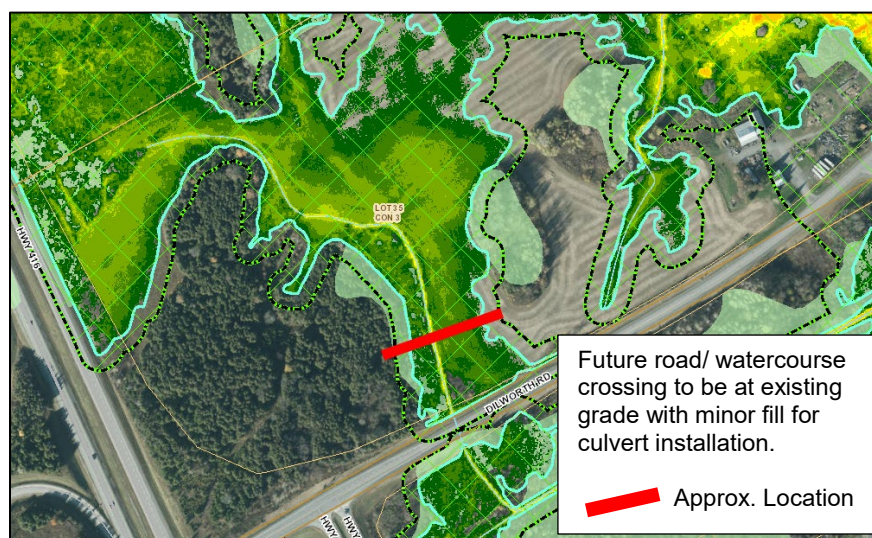 LOT 35
CON 3
HWY 416
DILWORTH RD
HWY
HWY
Future road/ watercourse
crossing to be at existing
grade with minor fill for
culvert installation.
Approx. Location